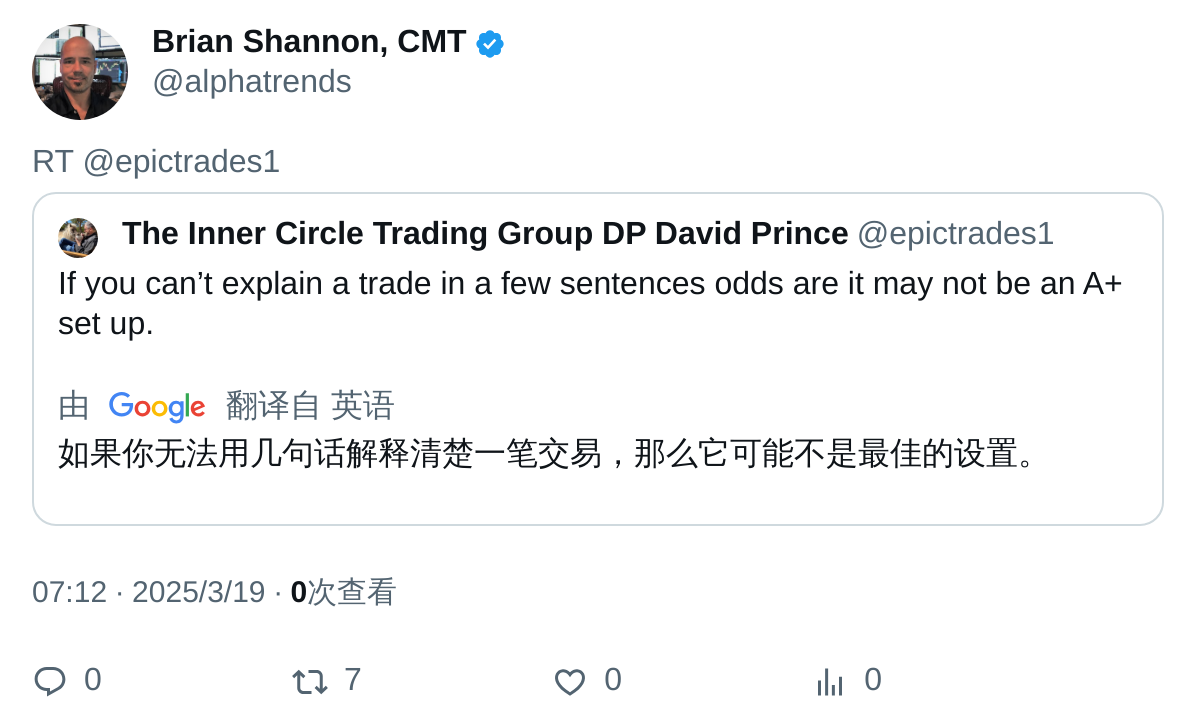 Brian Shannon, CMT
@alphatrends
RT @epictrades1
The Inner Circle Trading Group DP David Prince @epictrades1
If you can’t explain a trade in a few sentences odds are it may not be an A+
set up.
由 Google 翻译自 英语
如果你无法用几句话解释清楚一笔交易，那么它可能不是最佳的设置。
07:12 · 2025/3/19 · 0次查看
0 7 0 0